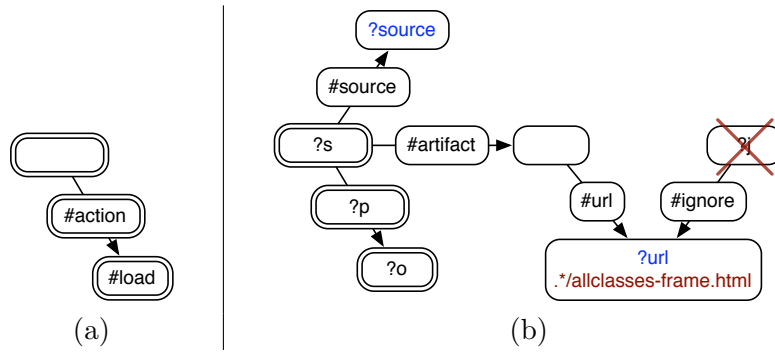 #action
#load
(a)
?source
#source
?s
#artifact
?j
?p
#url
#ignore
?o
?url
.*/allclasses-frame.html
(b)